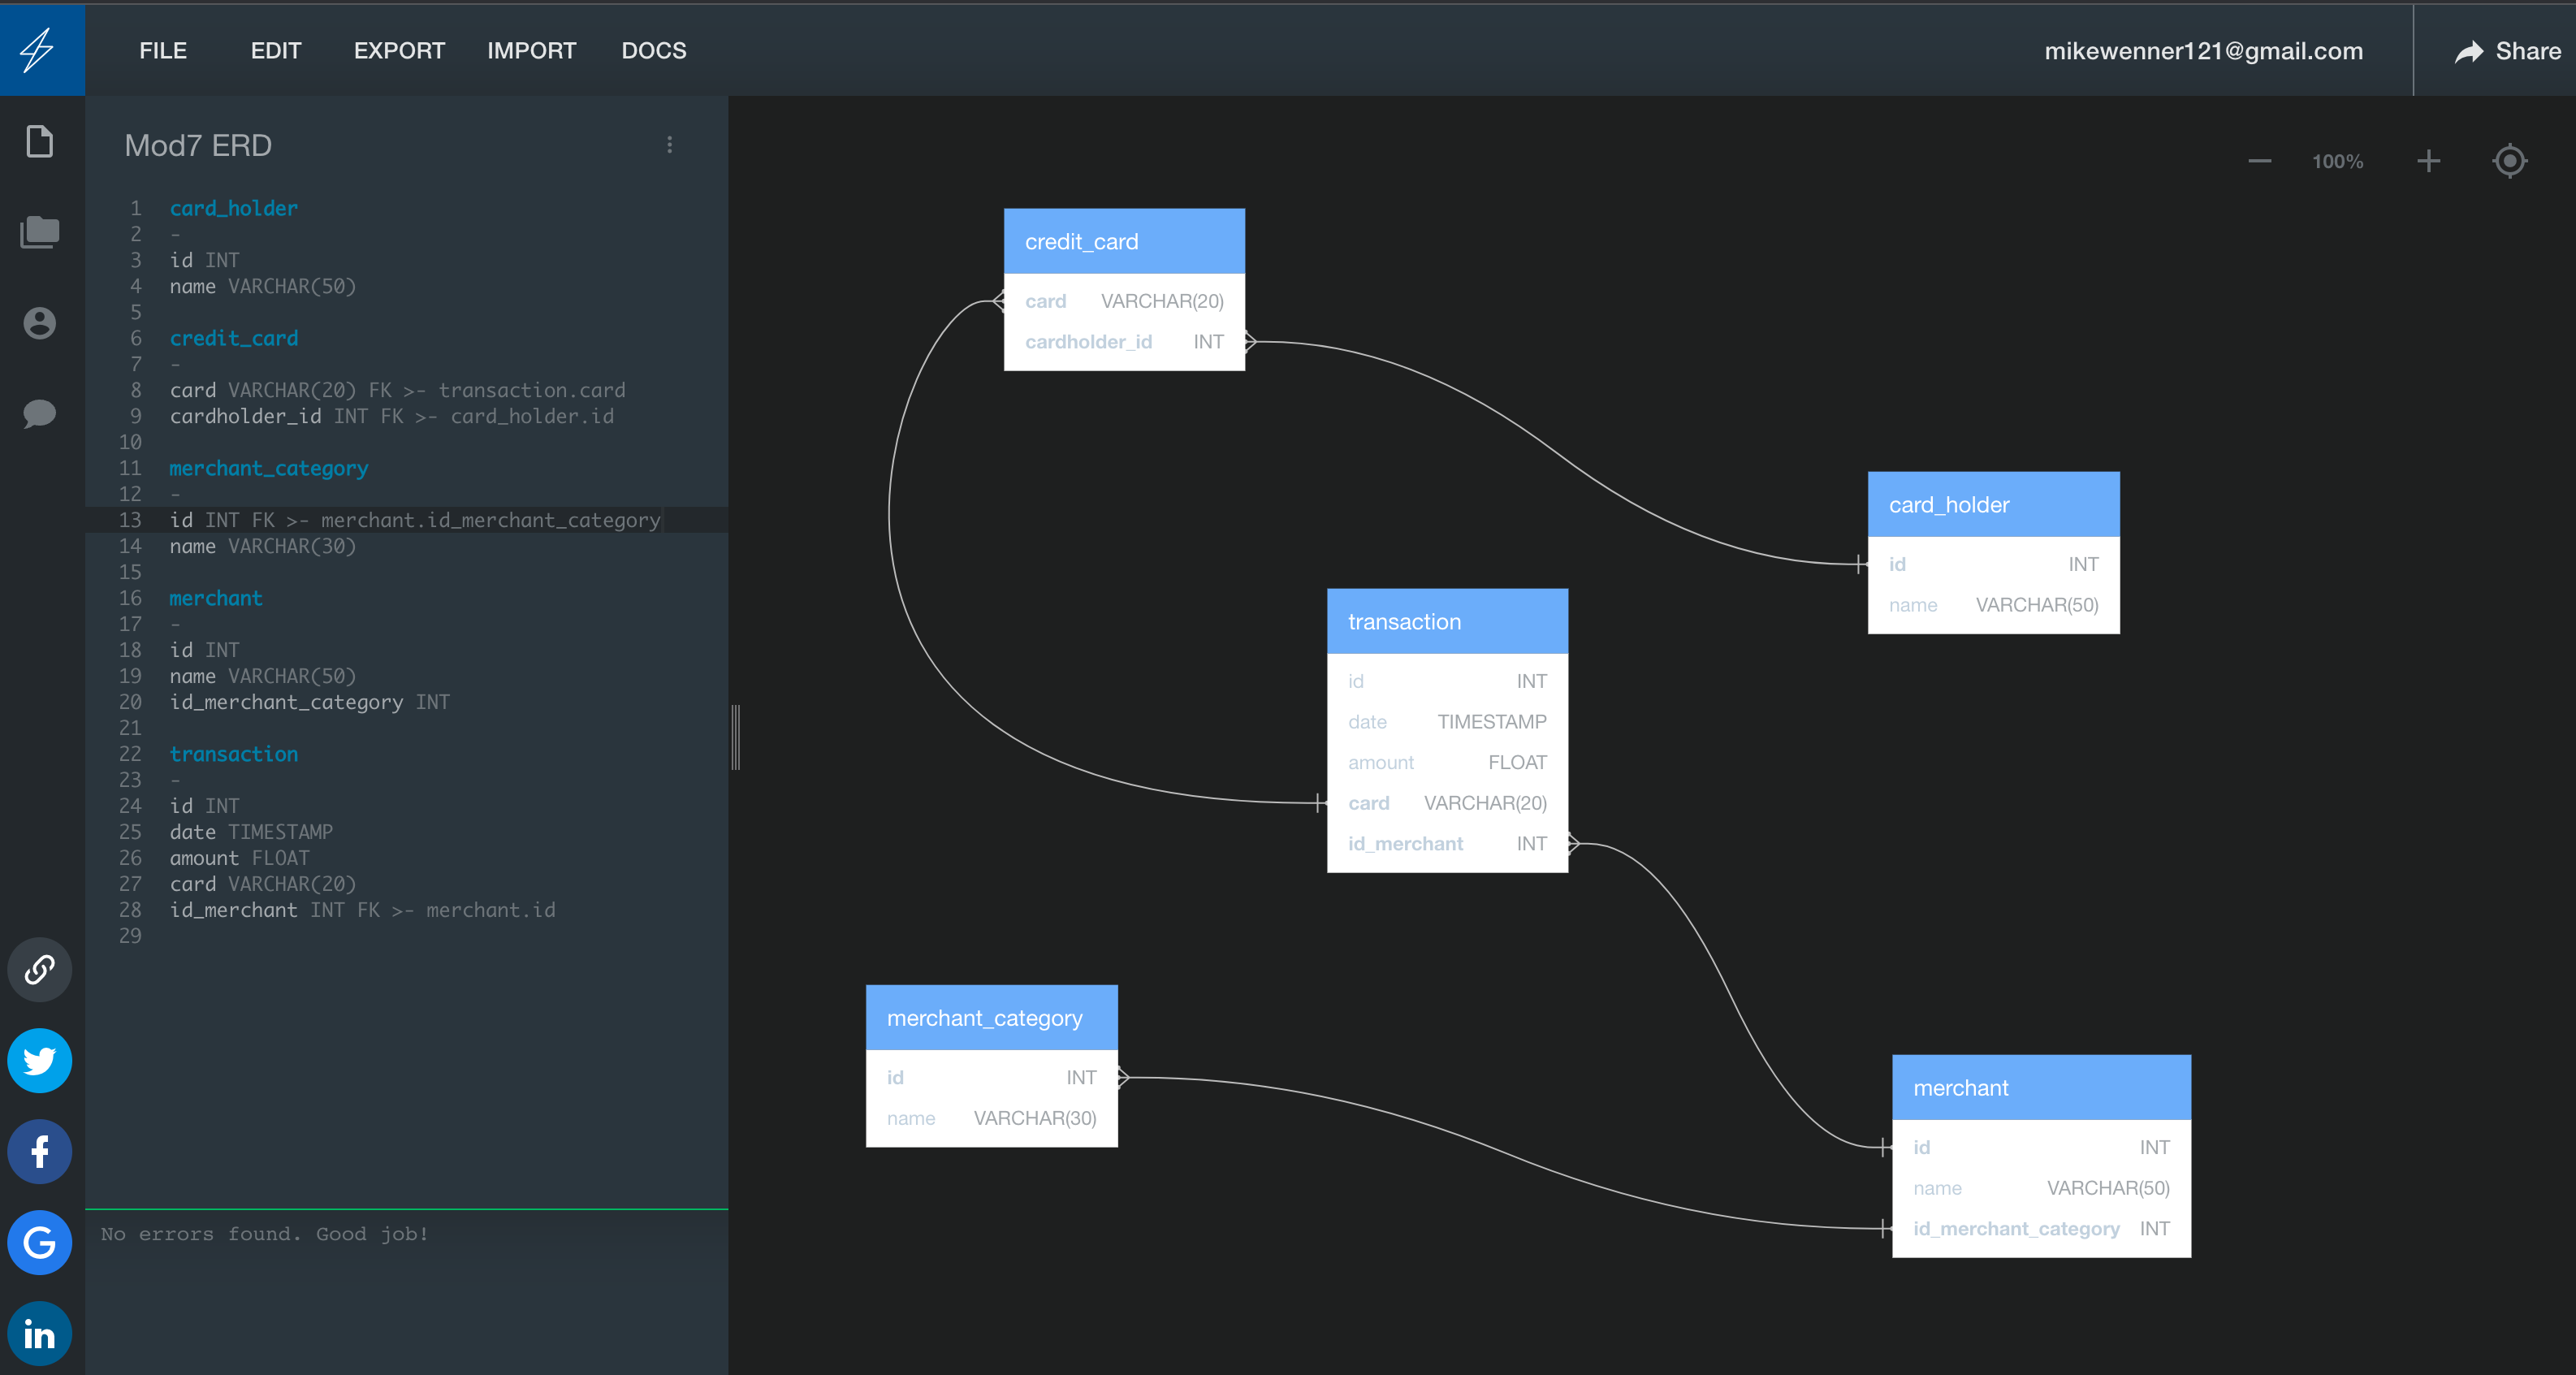 FILE EDIT EXPORT IMPORT DOCS mikewenner121@gmail.com Share
Mod7 ERD
1 card_holder
2 -
3 id INT
4 name VARCHAR(50)
5
6 credit_card
7 -
8 card VARCHAR(20) FK >- transaction.card
9 cardholder_id INT FK >- card_holder.id
10
11 merchant_category
12 -
13 id INT FK >- merchant.id_merchant_category
14 name VARCHAR(30)
15
16 merchant
17 -
18 id INT
19 name VARCHAR(50)
20 id_merchant_category INT
21
22 transaction
23 -
24 id INT
25 date TIMESTAMP
26 amount FLOAT
27 card VARCHAR(20)
28 id_merchant INT FK >- merchant.id
29
No errors found. Good job!
100%
credit_card
card VARCHAR(20)
cardholder_id INT
card_holder
id INT
name VARCHAR(50)
transaction
id INT
date TIMESTAMP
amount FLOAT
card VARCHAR(20)
id_merchant INT
merchant_category
id INT
name VARCHAR(30)
merchant
id INT
name VARCHAR(50)
id_merchant_category INT